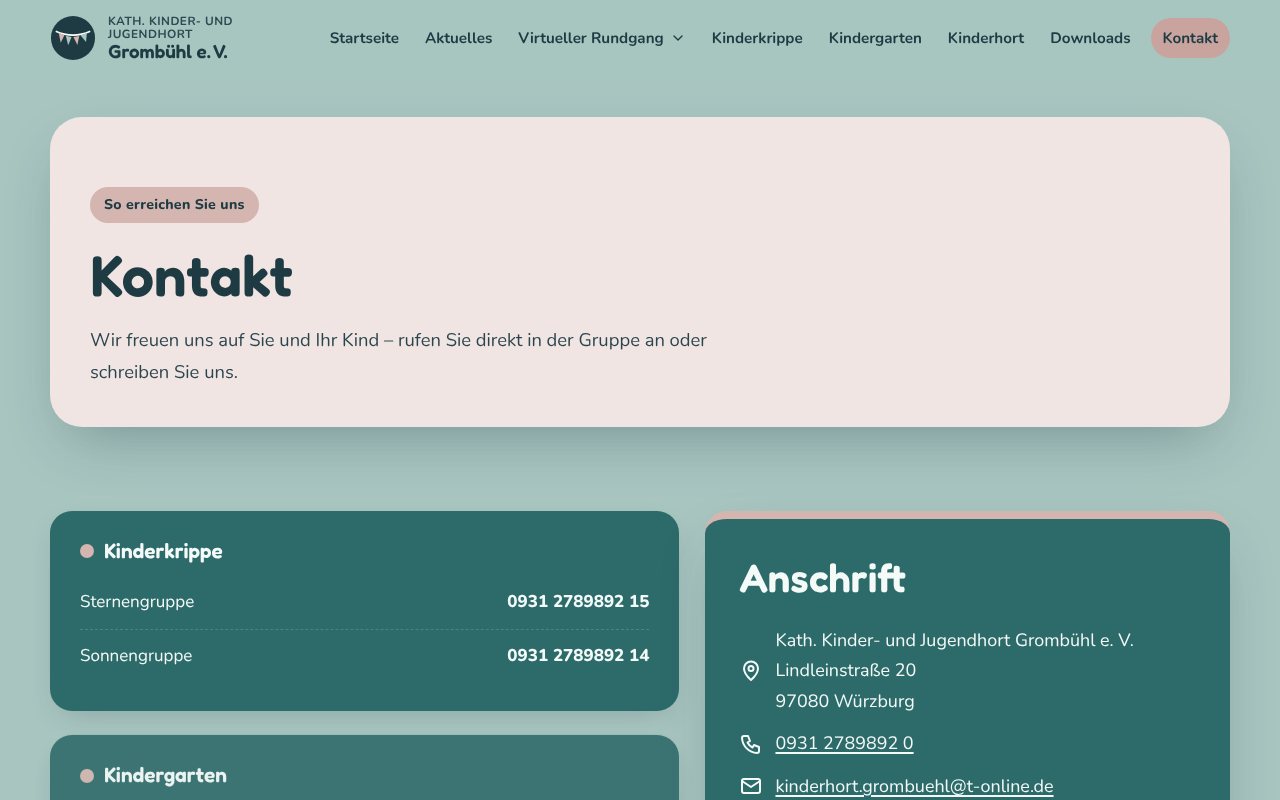 KATH. KINDER- UND
JUGENDHORT
Grombühl e. V.
Startseite
Aktuelles
Virtueller Rundgang
Kinderkrippe
Kindergarten
Kinderhort
Downloads
Kontakt
So erreichen Sie uns
Kontakt
Wir freuen uns auf Sie und Ihr Kind – rufen Sie direkt in der Gruppe an oder
schreiben Sie uns.
Kinderkrippe
Sternengruppe 0931 2789892 15
Sonnengruppe 0931 2789892 14
Kindergarten
Anschrift
Kath. Kinder- und Jugendhort Grombühl e. V.
Lindleinstraße 20
97080 Würzburg
0931 2789892 0
kinderhort.grombuehl@t-online.de